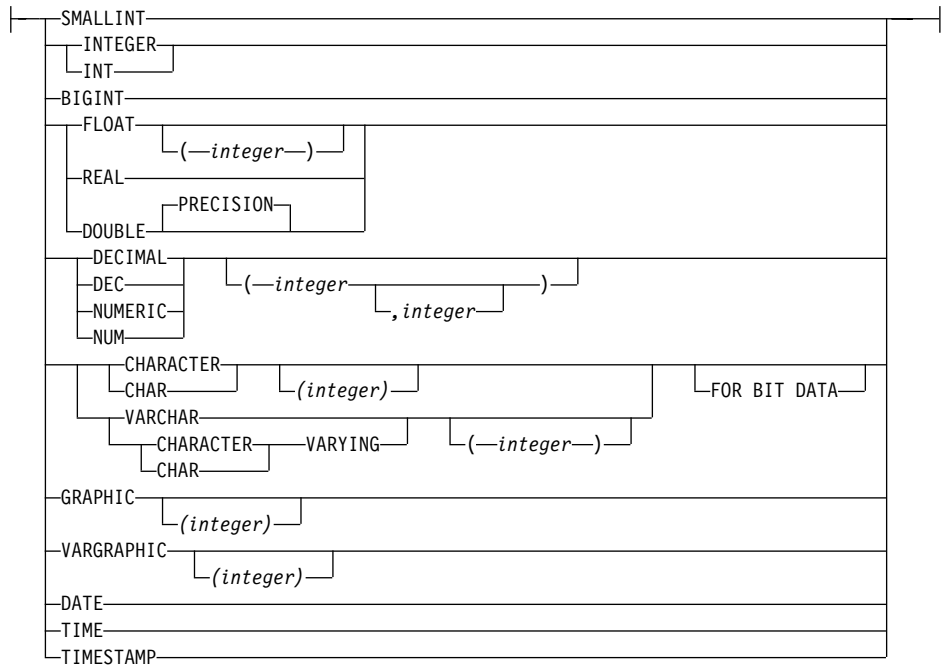 SMALLINT
INTEGER
INT
BIGINT
FLOAT
(integer)
REAL
PRECISION
DOUBLE
DECIMAL
DEC
(integer)
,integer
NUMERIC
NUM
CHARACTER
CHAR
(integer)
FOR BIT DATA
VARCHAR
CHARACTER VARYING
(integer)
CHAR
GRAPHIC
(integer)
VARGRAPHIC
(integer)
DATE
TIME
TIMESTAMP